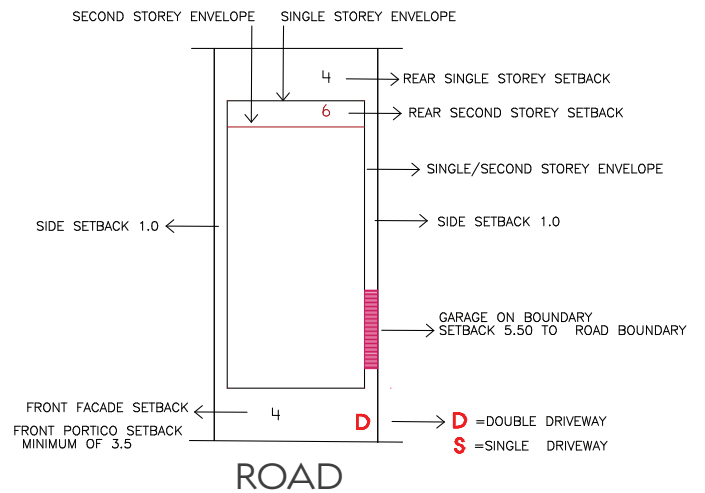 SECOND STOREY ENVELOPE
SINGLE STOREY ENVELOPE
4
REAR SINGLE STOREY SETBACK
6
REAR SECOND STOREY SETBACK
SINGLE/SECOND STOREY ENVELOPE
SIDE SETBACK 1.0
SIDE SETBACK 1.0
GARAGE ON BOUNDARY
SETBACK 5.50 TO ROAD BOUNDARY
FRONT FACADE SETBACK
4
D
D =DOUBLE DRIVEWAY
FRONT PORTICO SETBACK
MINIMUM OF 3.5
S =SINGLE DRIVEWAY
ROAD